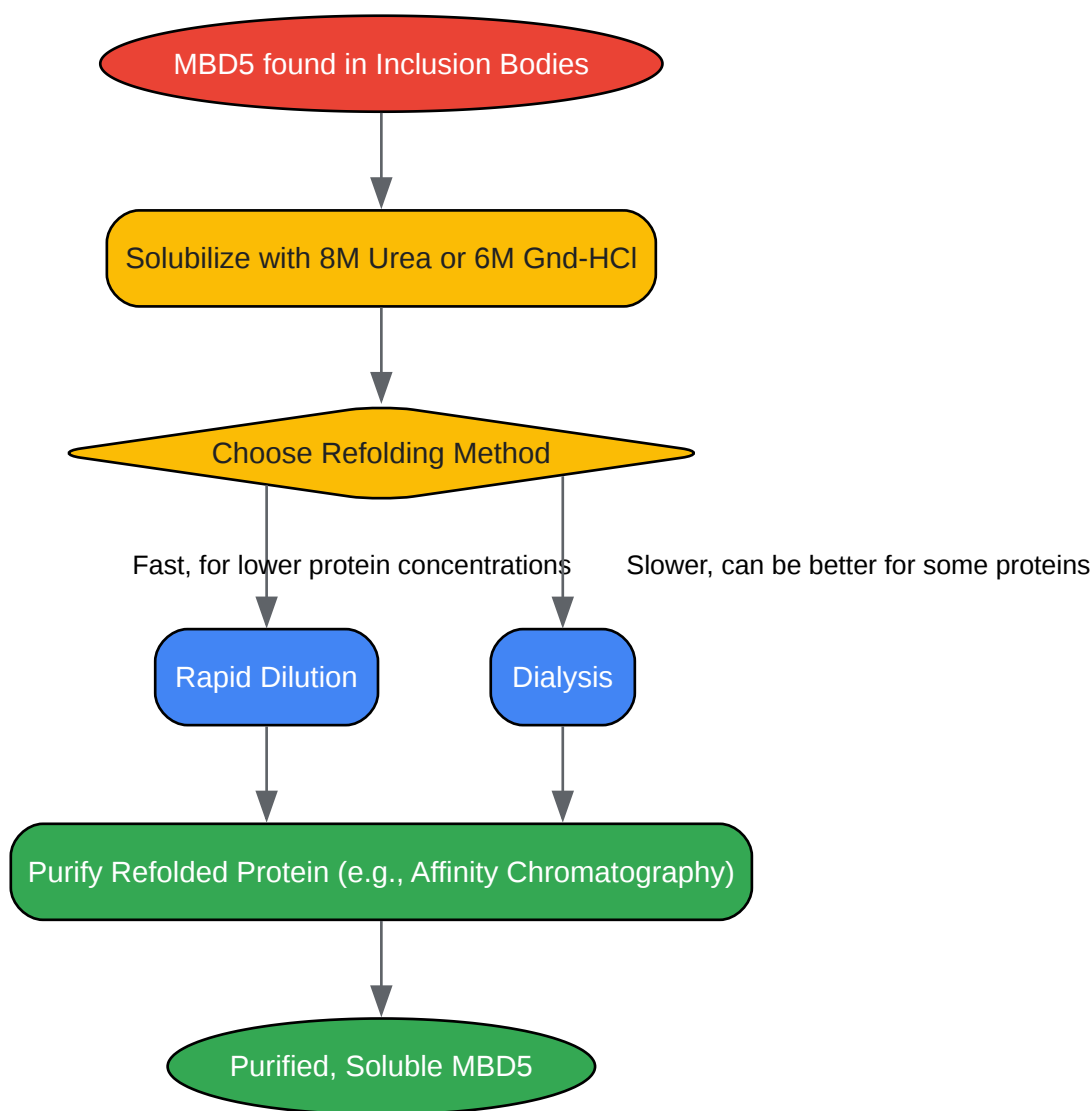 MBD5 found in Inclusion Bodies
Solubilize with 8M Urea or 6M Gnd-HCl
Choose Refolding Method
Fast, for lower protein concentrations
Slower, can be better for some proteins
Rapid Dilution
Dialysis
Purify Refolded Protein (e.g., Affinity Chromatography)
Purified, Soluble MBD5